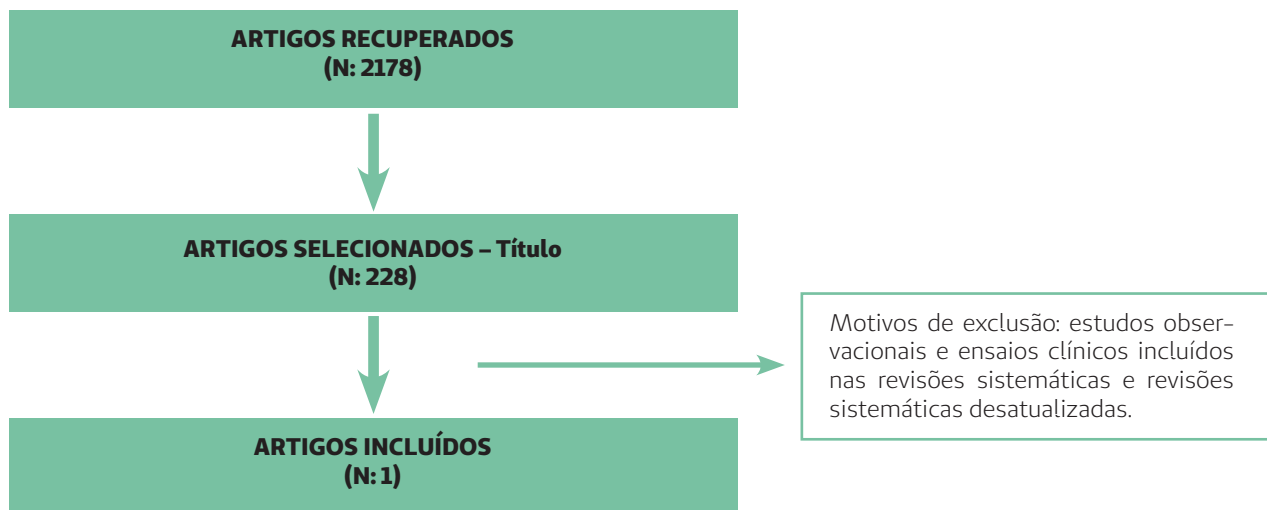 ARTIGOS RECUPERADOS
(N: 2178)
ARTIGOS SELECIONADOS – Título
(N: 228)
Motivos de exclusão: estudos obser-
vacionais e ensaios clínicos incluídos
nas revisões sistemáticas e revisões
sistemáticas desatualizadas.
ARTIGOS INCLUÍDOS
(N: 1)